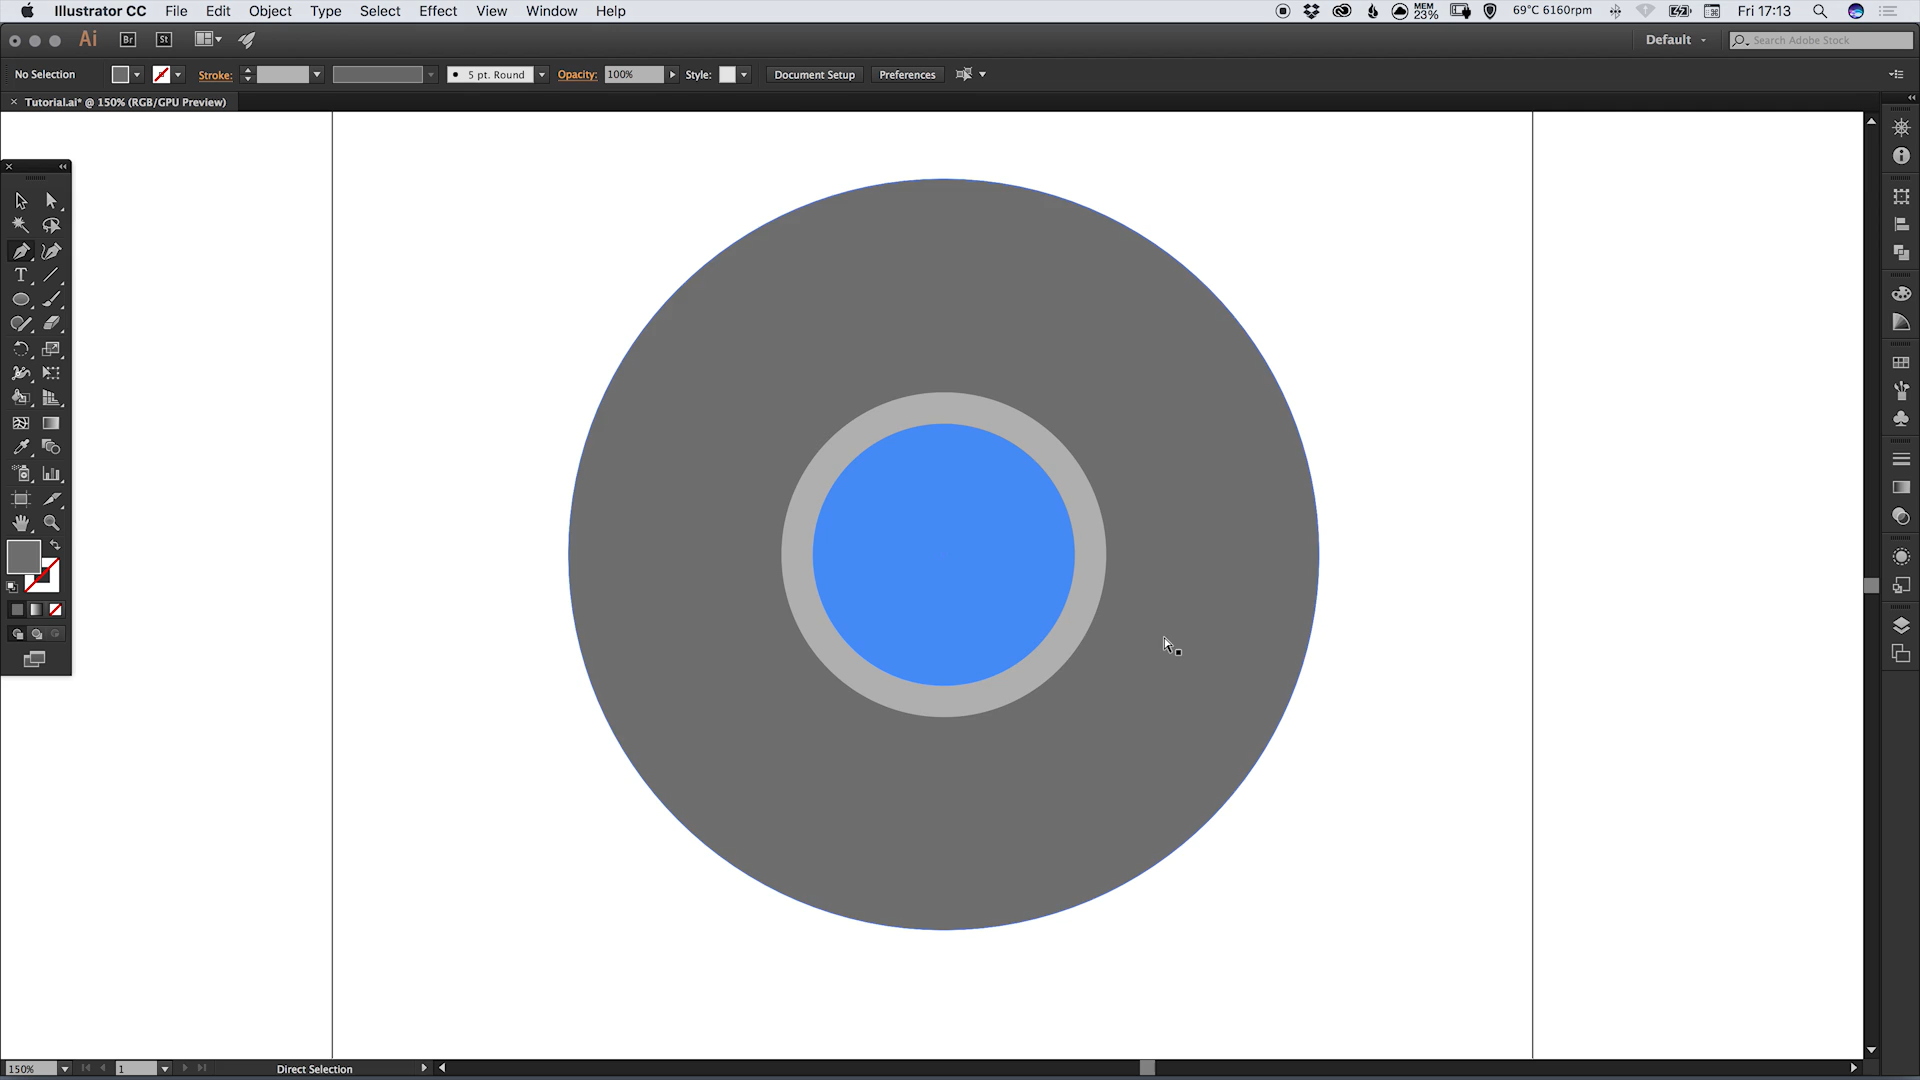 Illustrator CC File Edit Object Type Select Effect View Window Help MEM 23% 69°C 6160rpm Fri 17:13
Ai Br St Default Search Adobe Stock
No Selection Stroke: 5 pt. Round Opacity: 100% Style: Document Setup Preferences
Tutorial.ai* @ 150% (RGB/GPU Preview)
T
150% 1 Direct Selection